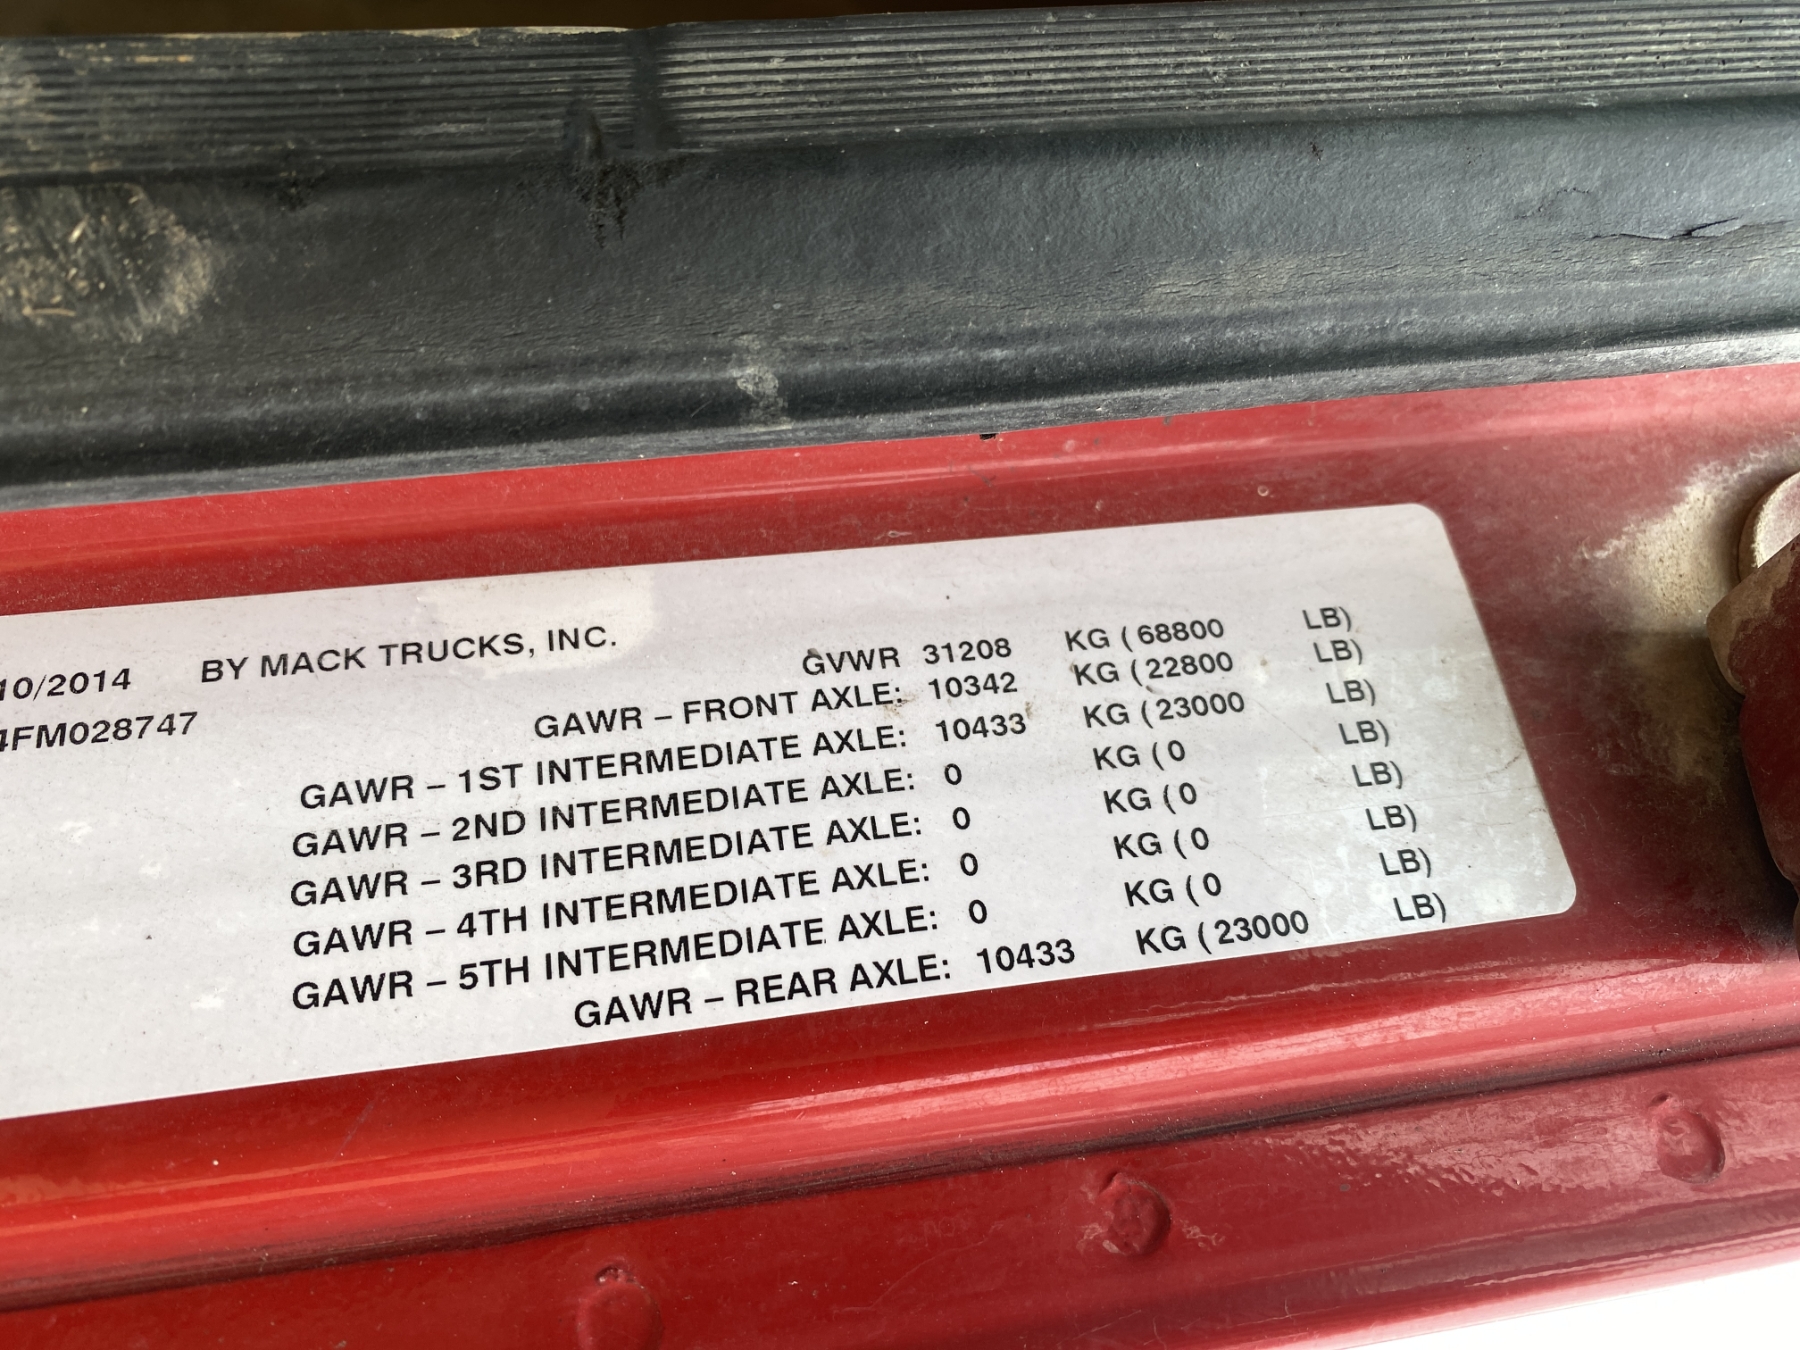 10/2014 BY MACK TRUCKS, INC.
4FM028747
GVWR 31208 KG (68800 LB)
GAWR – FRONT AXLE: 10342 KG (22800 LB)
GAWR – 1ST INTERMEDIATE AXLE: 10433 KG (23000 LB)
GAWR – 2ND INTERMEDIATE AXLE: 0 KG (0 LB)
GAWR – 3RD INTERMEDIATE AXLE: 0 KG (0 LB)
GAWR – 4TH INTERMEDIATE AXLE: 0 KG (0 LB)
GAWR – 5TH INTERMEDIATE AXLE: 0 KG (0 LB)
GAWR – REAR AXLE: 10433 KG (23000 LB)